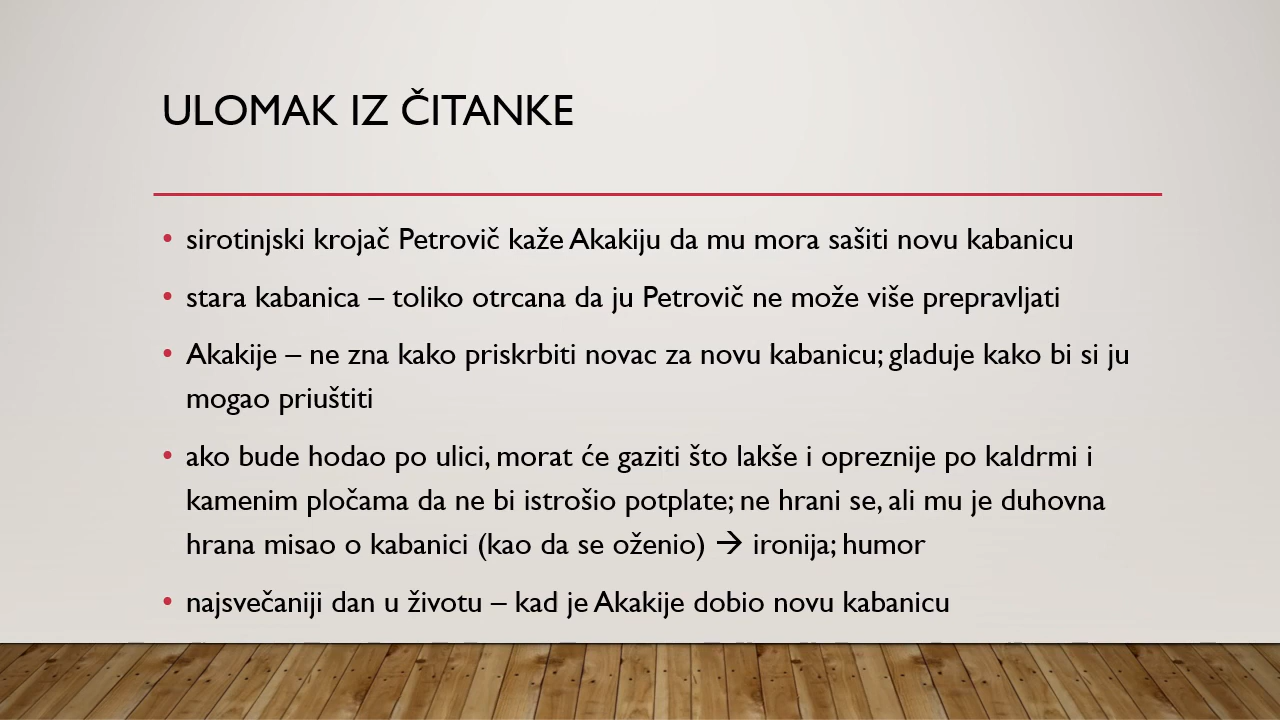 ULOMAK IZ ČITANKE
• sirotinjski krojač Petrovič kaže Akakiju da mu mora sašiti novu kabanicu
• stara kabanica – toliko otrcana da ju Petrovič ne može više prepravljati
• Akakije – ne zna kako priskrbiti novac za novu kabanicu; gladuje kako bi si ju
mogao priuštiti
• ako bude hodao po ulici, morat će gaziti što lakše i opreznije po kaldrmi i
kamenim pločama da ne bi istrošio potplate; ne hrani se, ali mu je duhovna
hrana misao o kabanici (kao da se oženio) → ironija; humor
• najsvečaniji dan u životu – kad je Akakije dobio novu kabanicu